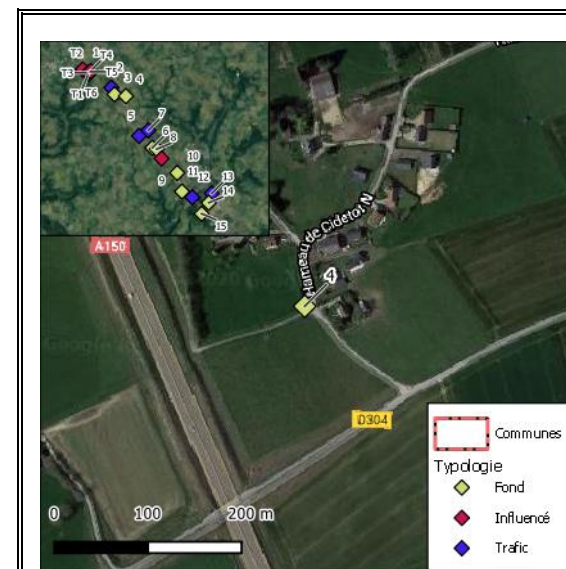 T2
1
T4
T3
T5
2
T1
T6
3
4
5
7
6
8
10
11
9
12
13
14
15
A150
Hameau de Cidetot N
4
D304
Communes
Typologie
Fond
Influencé
Trafic
0
100
200 m